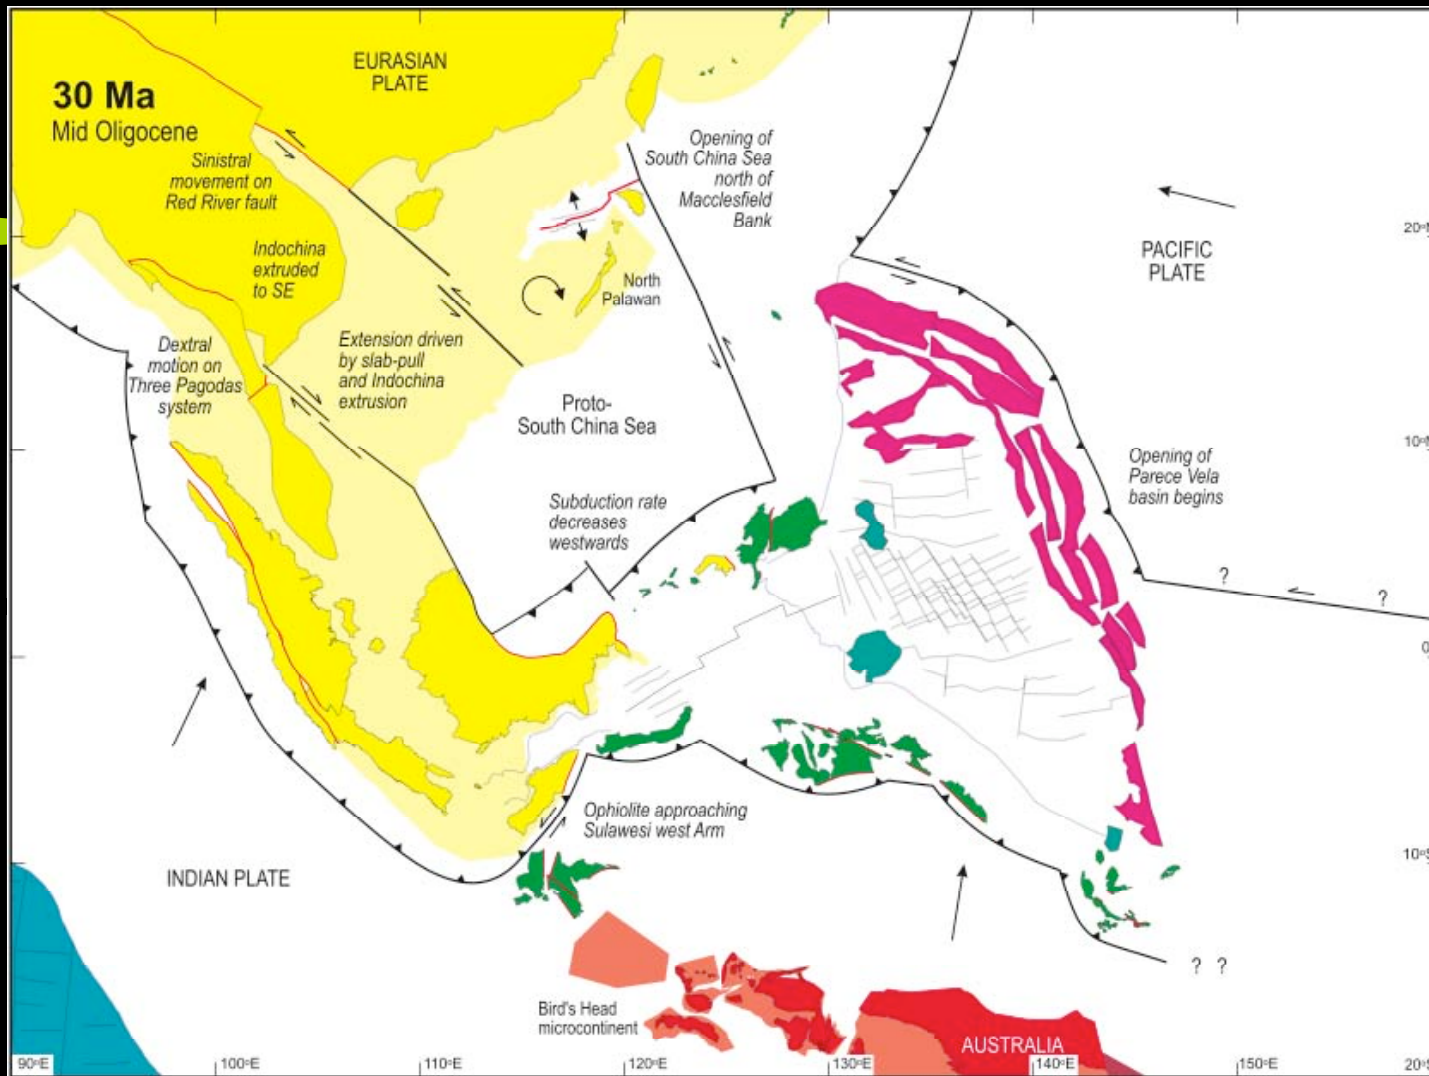 EURASIAN
PLATE
30 Ma
Mid Oligocene
Sinistral
movement on
Red River fault
Opening of
South China Sea
north of
Macclesfield
Bank
Indochina
extruded
to SE
North
Palawan
PACIFIC
PLATE
20°N
Dextral
motion on
Three Pagodas
system
Extension driven
by slab-pull
and Indochina
extrusion
Proto-
South China Sea
10°N
Opening of
Parece Vela
basin begins
Subduction rate
decreases
westwards
?
?
0
Ophiolite approaching
Sulawesi west Arm
INDIAN PLATE
10°S
? ?
Bird's Head
microcontinent
AUSTRALIA
90°E
100°E
110°E
120°E
130°E
140°E
150°E
20°S